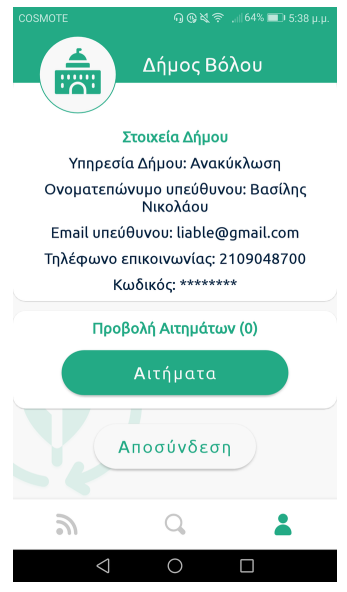 COSMOTE 64% 5:38 μ.μ.
Δήμος Βόλου
Στοιχεία Δήμου
Υπηρεσία Δήμου: Ανακύκλωση
Ονοματεπώνυμο υπεύθυνου: Βασίλης
Νικολάου
Email υπεύθυνου: liable@gmail.com
Τηλέφωνο επικοινωνίας: 2109048700
Κωδικός: ********
Προβολή Αιτημάτων (0)
Αιτήματα
Αποσύνδεση